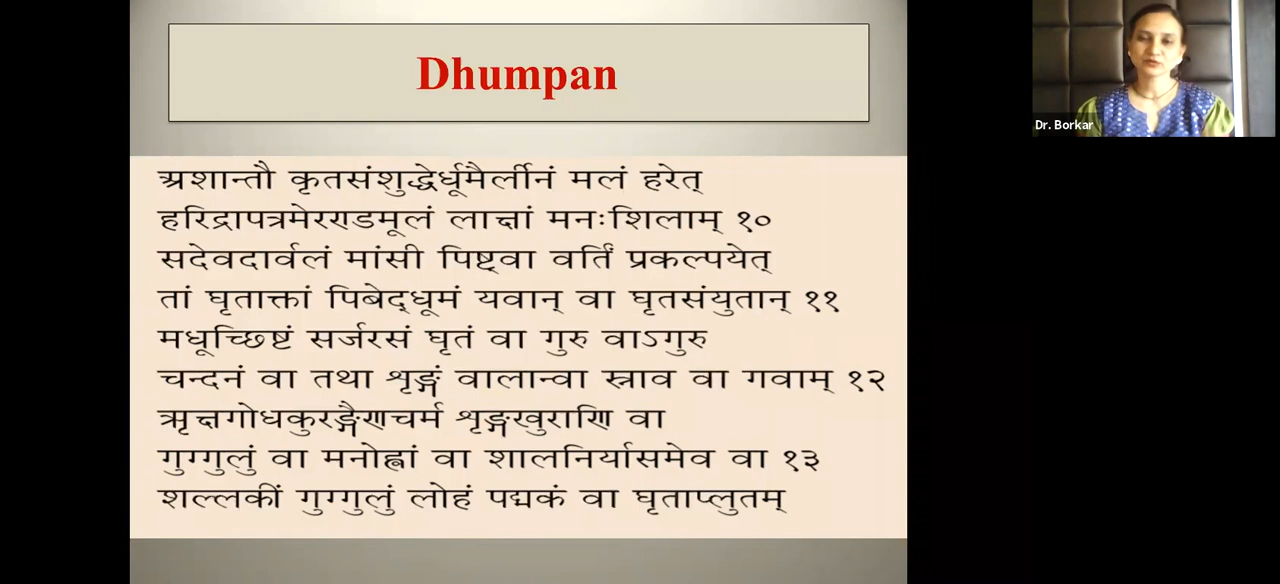 Dhumpan
Dr. Borkar
अशान्तौ कृतसंशुद्धेर्धूमैर्लीनं मलं हरेत्
हरिद्रापत्रमेरण्डमूलं लाक्षां मनःशिलाम् १०
सदेवदार्वलं मांसी पिष्ट्वा वर्तिं प्रकल्पयेत्
तां घृताक्तां पिबेद्धूमं यवान् वा घृतसंयुतान् ११
मधूच्छिष्टं सर्जरसं घृतं वा गुरु वाऽगुरु
चन्दनं वा तथा शृङ्गं वालान्वा स्नाव वा गवाम् १२
ऋक्षगोधकुरङ्गैणचर्म शृङ्गखुराणि वा
गुग्गुलुं वा मनोह्वां वा शालनिर्यासमेव वा १३
शल्लकीं गुग्गुलुं लोहं पद्मकं वा घृताप्लुतम्